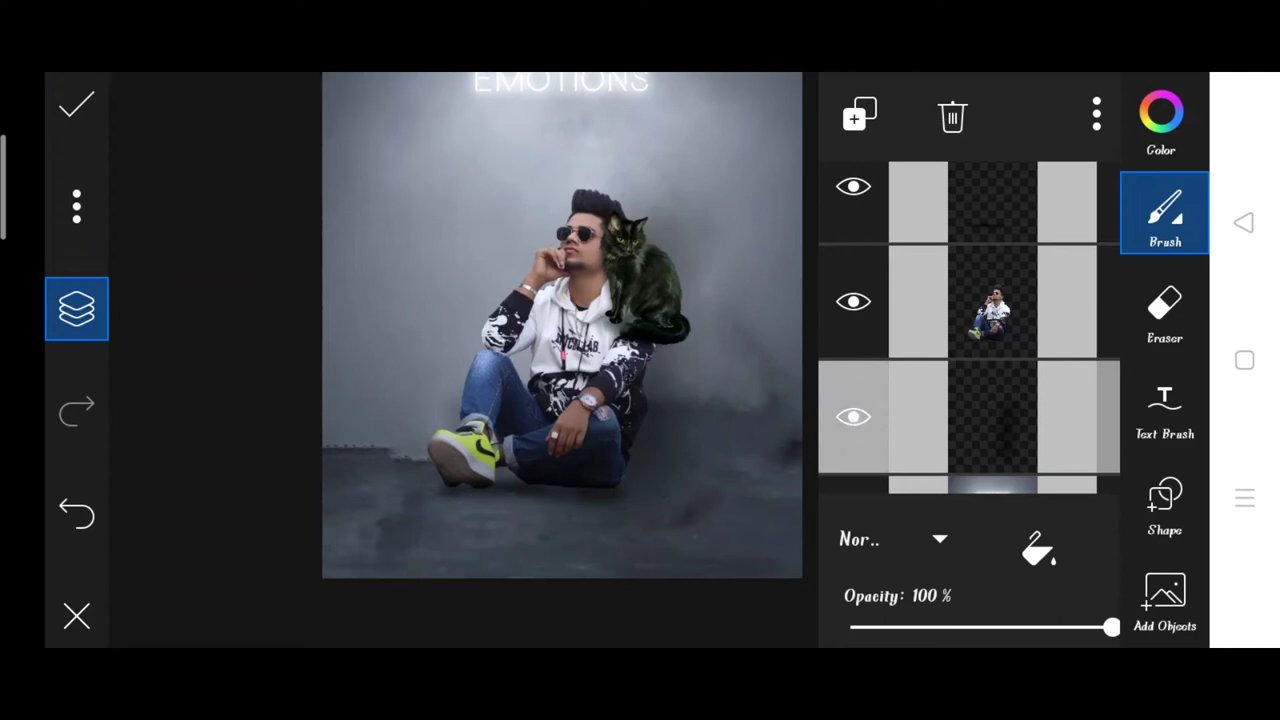 EMOTIONS
Color
Brush
Eraser
Text Brush
Shape
Add Objects
Nor..
Opacity: 100 %